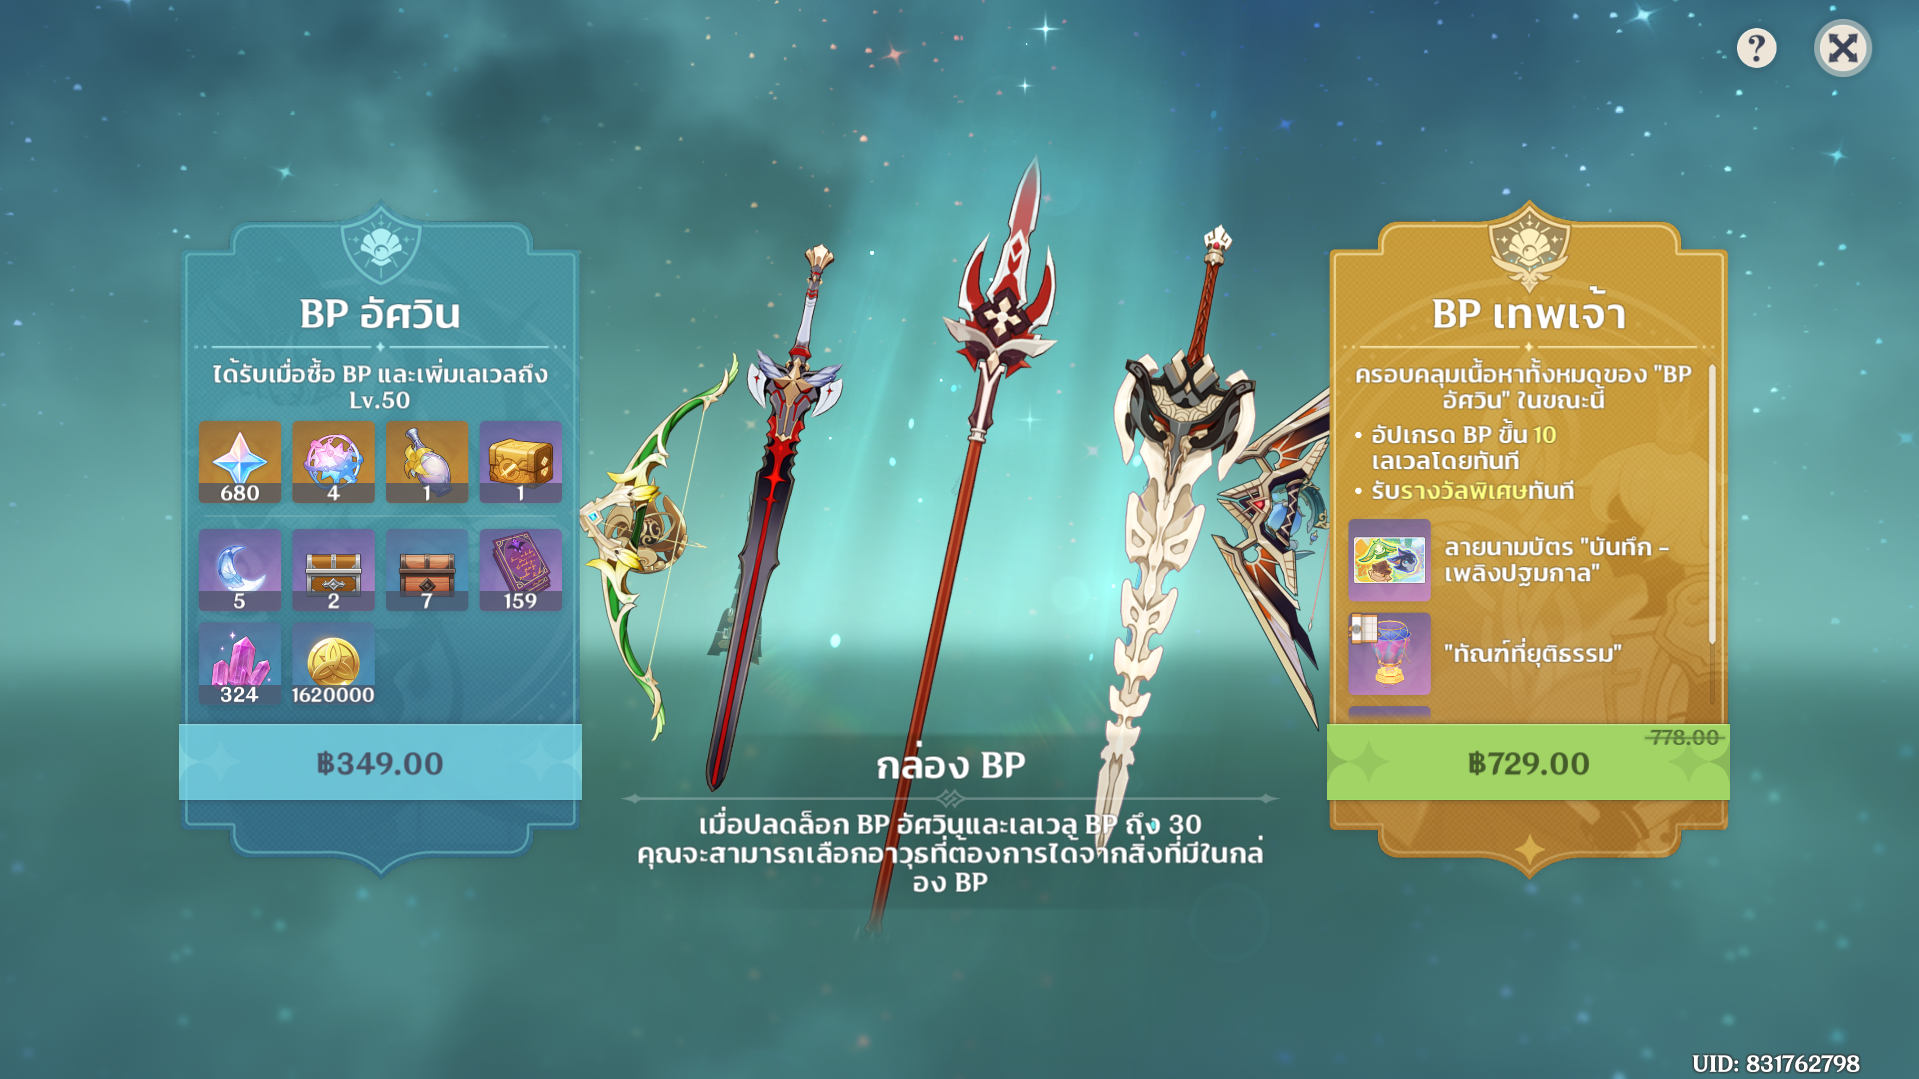 BP อัศวิน
ได้รับเมื่อซื้อ BP และเพิ่มเลเวลถึง
Lv.50
680
4
1
1
5
2
7
159
324
1620000
฿349.00
กล่อง BP
เมื่อปลดล็อก BP อัศวินและเลเวล BP ถึง 30
คุณจะสามารถเลือกอาวุธที่ต้องการได้จากสิ่งที่มีในกล่
อง BP
BP เทพเจ้า
ครอบคลุมเนื้อหาทั้งหมดของ "BP
อัศวิน" ในขณะนี้
• อัปเกรด BP ขึ้น 10
เลเวลโดยทันที
• รับรางวัลพิเศษทันที
ลายนามบัตร "บันทึก –
เพลิงปฐมกาล"
"ทัณฑ์ที่ยุติธรรม"
778.00
฿729.00
UID: 831762798